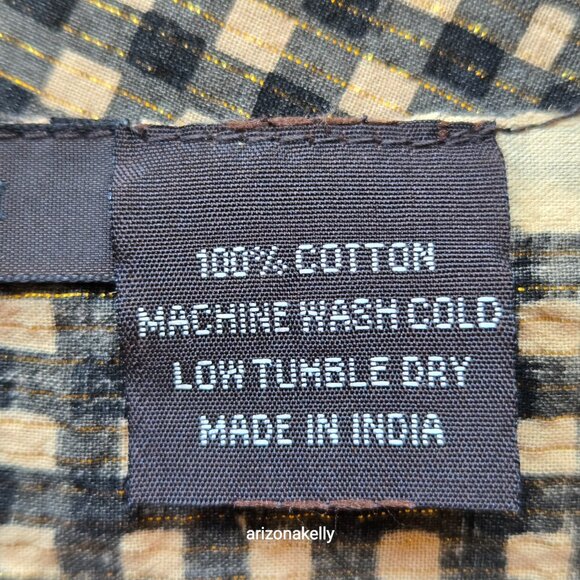 100% COTTON
MACHINE WASH COLD
LOW TUMBLE DRY
MADE IN INDIA
arizonakelly